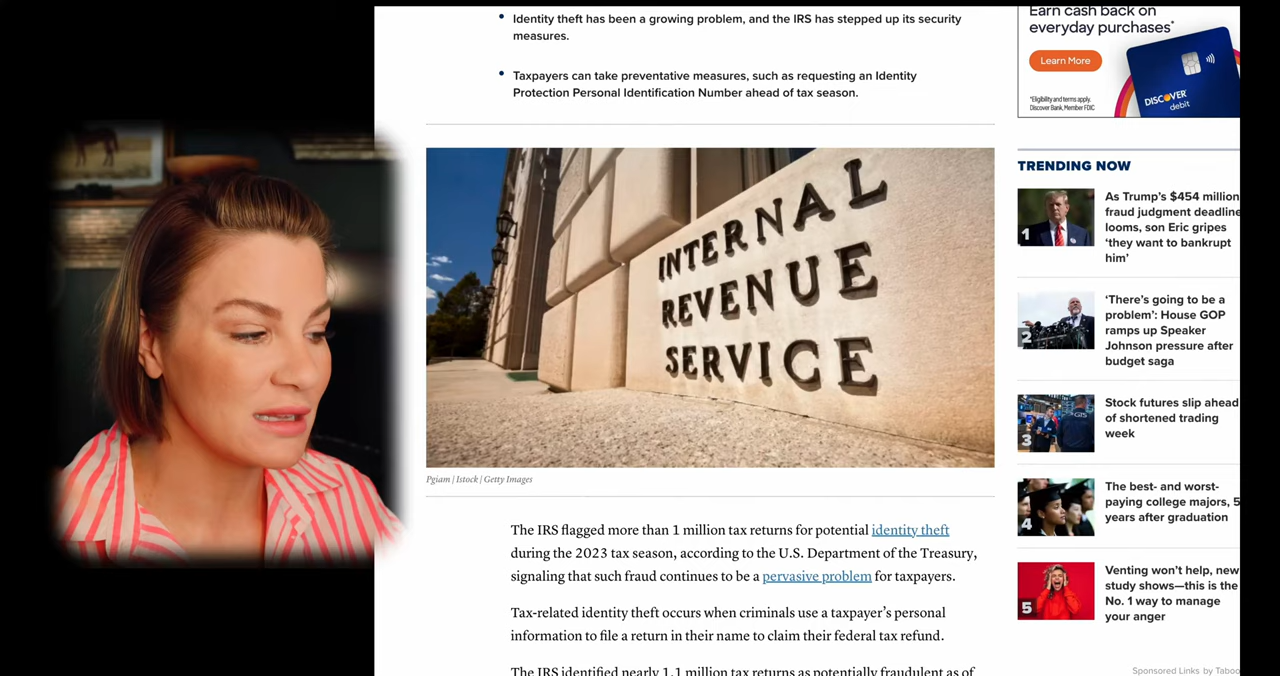 Identity theft has been a growing problem, and the IRS has stepped up its security
measures.
Taxpayers can take preventative measures, such as requesting an Identity
Protection Personal Identification Number ahead of tax season.
INTERNAL
REVENUE
SERVICE
Pgiam | Istock | Getty Images
The IRS flagged more than 1 million tax returns for potential identity theft
during the 2023 tax season, according to the U.S. Department of the Treasury,
signaling that such fraud continues to be a pervasive problem for taxpayers.
Tax-related identity theft occurs when criminals use a taxpayer's personal
information to file a return in their name to claim their federal tax refund.
The IRS identified nearly 1.1 million tax returns as potentially fraudulent as of
Earn cash back on
everyday purchases*
Learn More
*Eligibility and terms apply.
Discover Bank, Member FDIC
DISCOVER
debit
TRENDING NOW
1
As Trump's $454 million
fraud judgment deadline
looms, son Eric gripes
'they want to bankrupt
him'
2
'There's going to be a
problem': House GOP
ramps up Speaker
Johnson pressure after
budget saga
3
Stock futures slip ahead
of shortened trading
week
4
The best- and worst-
paying college majors, 5
years after graduation
5
Venting won't help, new
study shows—this is the
No. 1 way to manage
your anger
Sponsored Links by Taboo